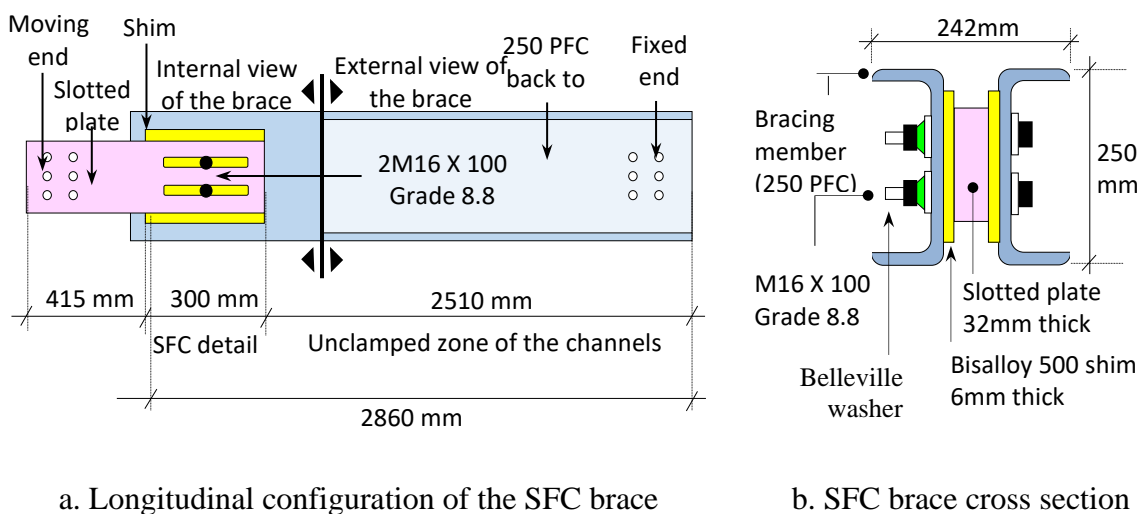 Moving
end
Slotted
plate
Shim
Internal view
of the brace
External view of
the brace
250 PFC
back to
Fixed
end
2M16 X 100
Grade 8.8
415 mm
300 mm
2510 mm
SFC detail
Unclamped zone of the channels
2860 mm
a. Longitudinal configuration of the SFC brace
242mm
Bracing
member
(250 PFC)
250
mm
M16 X 100
Grade 8.8
Slotted plate
32mm thick
Belleville
washer
Bisalloy 500 shim
6mm thick
b. SFC brace cross section